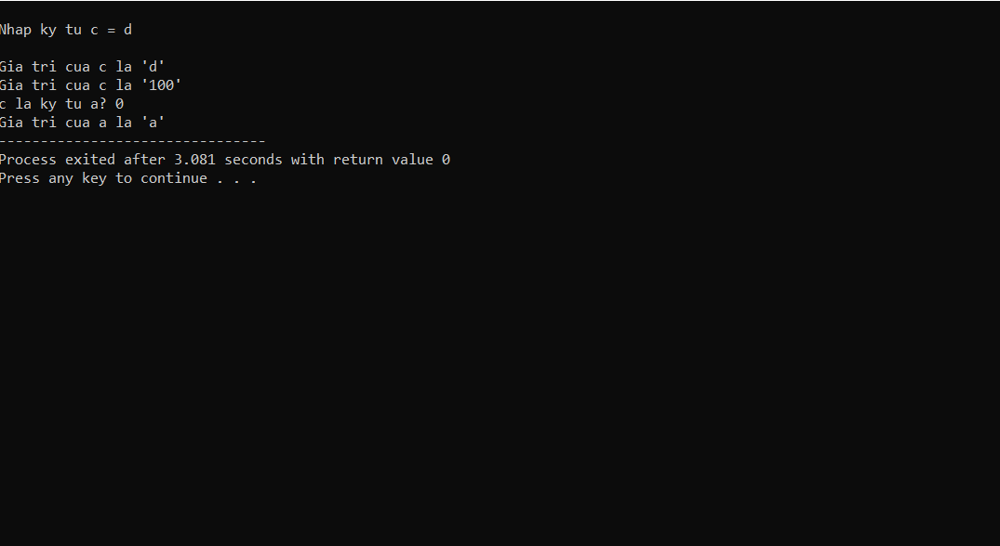 Nhap ky tu c = d
Gia tri cua c la 'd'
Gia tri cua c la '100'
c la ky tu a? 0
Gia tri cua a la 'a'
--------------------------------
Process exited after 3.081 seconds with return value 0
Press any key to continue . . .